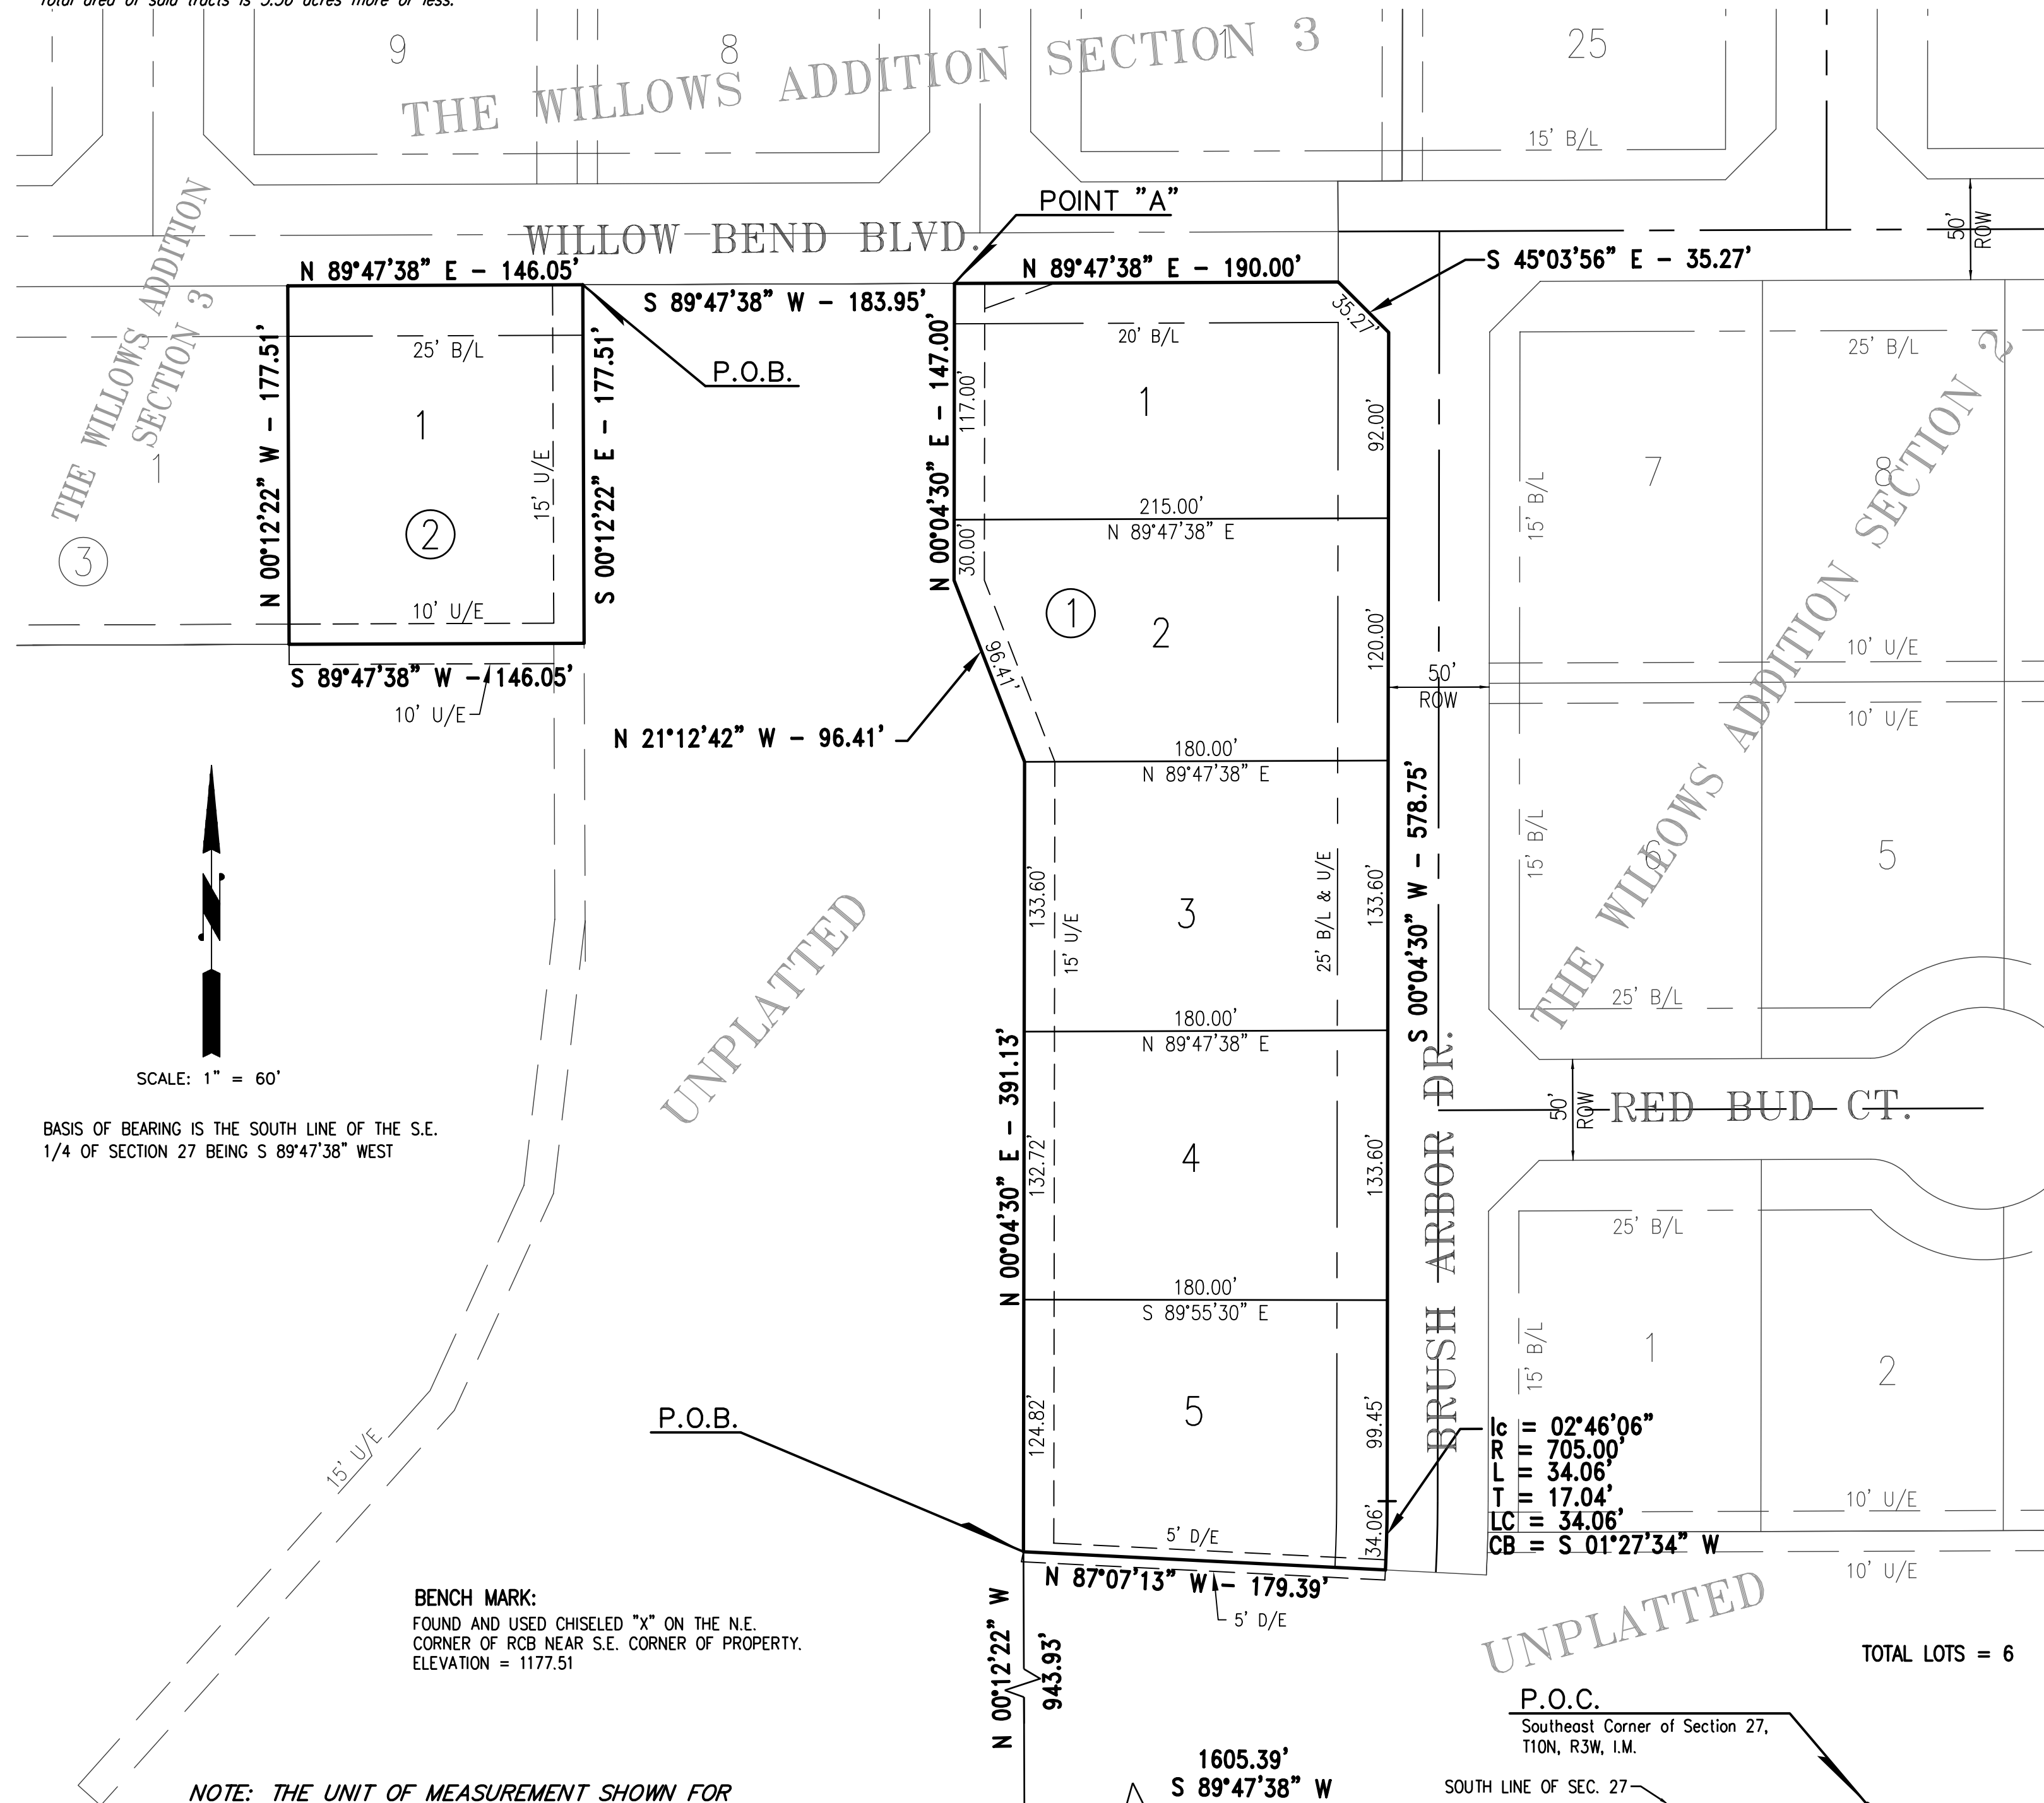 Total area of said tracts is 3.56 acres more or less.
9
8
1
25
THE WILLOWS ADDITION SECTION 3
15' B/L
POINT "A"
WILLOW BEND BLVD.
50'
ROW
THE WILLOWS ADDITION
SECTION 3
N 89°47'38" E - 146.05'
S 89°47'38" W - 183.95'
N 89°47'38" E - 190.00'
S 45°03'56" E - 35.27'
35.27'
25' B/L
20' B/L
25' B/L
P.O.B.
N 00°12'22" W - 177.51'
S 00°12'22" E - 177.51'
N 00°04'30" E - 147.00'
117.00'
92.00'
1
1
1
15' U/E
2
3
215.00'
N 89°47'38" E
30.00'
15' B/L
7
8
THE WILLOWS ADDITION SECTION 2
10' U/E
S 89°47'38" W - 146.05'
10' U/E
1
2
96.41'
120.00'
50'
ROW
10' U/E
10' U/E
N 21°12'42" W - 96.41'
180.00'
N 89°47'38" E
S 00°04'30" W - 578.75'
133.60'
15' U/E
3
25' B/L & U/E
133.60'
15' B/L
6
5
UNPLATTED
25' B/L
180.00'
N 89°47'38" E
N 00°04'30" E - 391.13'
SCALE: 1" = 60'
BASIS OF BEARING IS THE SOUTH LINE OF THE S.E.
1/4 OF SECTION 27 BEING S 89°47'38" WEST
BRUSH ARBOR DR.
50'
ROW
RED BUD CT.
132.72'
4
133.60'
25' B/L
180.00'
S 89°55'30" E
15' B/L
1
2
124.82'
5
99.45'
P.O.B.
15' U/E
Ic = 02°46'06"
R = 705.00'
L = 34.06'
T = 17.04'
LC = 34.06'
CB = S 01°27'34" W
10' U/E
10' U/E
5' D/E
34.06'
N 87°07'13" W - 179.39'
5' D/E
BENCH MARK:
FOUND AND USED CHISELED "X" ON THE N.E.
CORNER OF RCB NEAR S.E. CORNER OF PROPERTY.
ELEVATION = 1177.51
N 00°12'22" W
943.93'
UNPLATTED
TOTAL LOTS = 6
P.O.C.
Southeast Corner of Section 27,
T10N, R3W, I.M.
1605.39'
S 89°47'38" W
SOUTH LINE OF SEC. 27
NOTE: THE UNIT OF MEASUREMENT SHOWN FOR